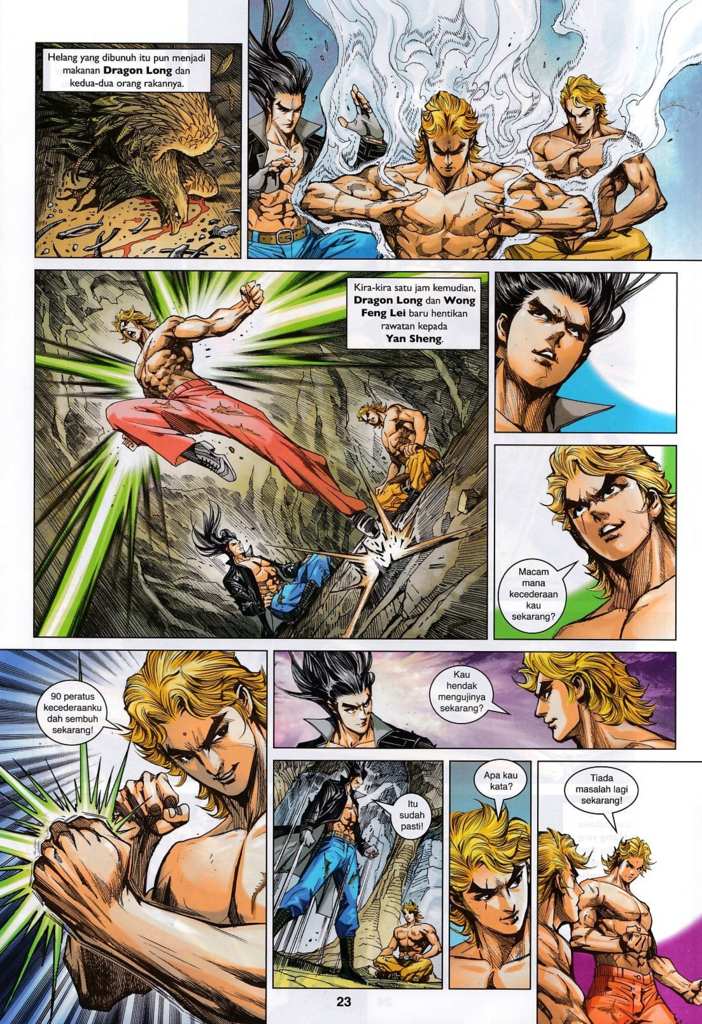 Helang yang dibunuh itu pun menjadi
makanan Dragon Long dan
kedua-dua orang rakannya.
Kira-kira satu jam kemudian,
Dragon Long dan Wong
Feng Lei baru hentikan
rawatan kepada
Yan Sheng.
Macam
mana
kecederaan
kau
sekarang?
90 peratus
kecederaanku
dah sembuh
sekarang!
Kau
hendak
mengujinya
sekarang?
Itu
sudah
pasti!
Apa kau
kata?
Tiada
masalah lagi
sekarang!
23